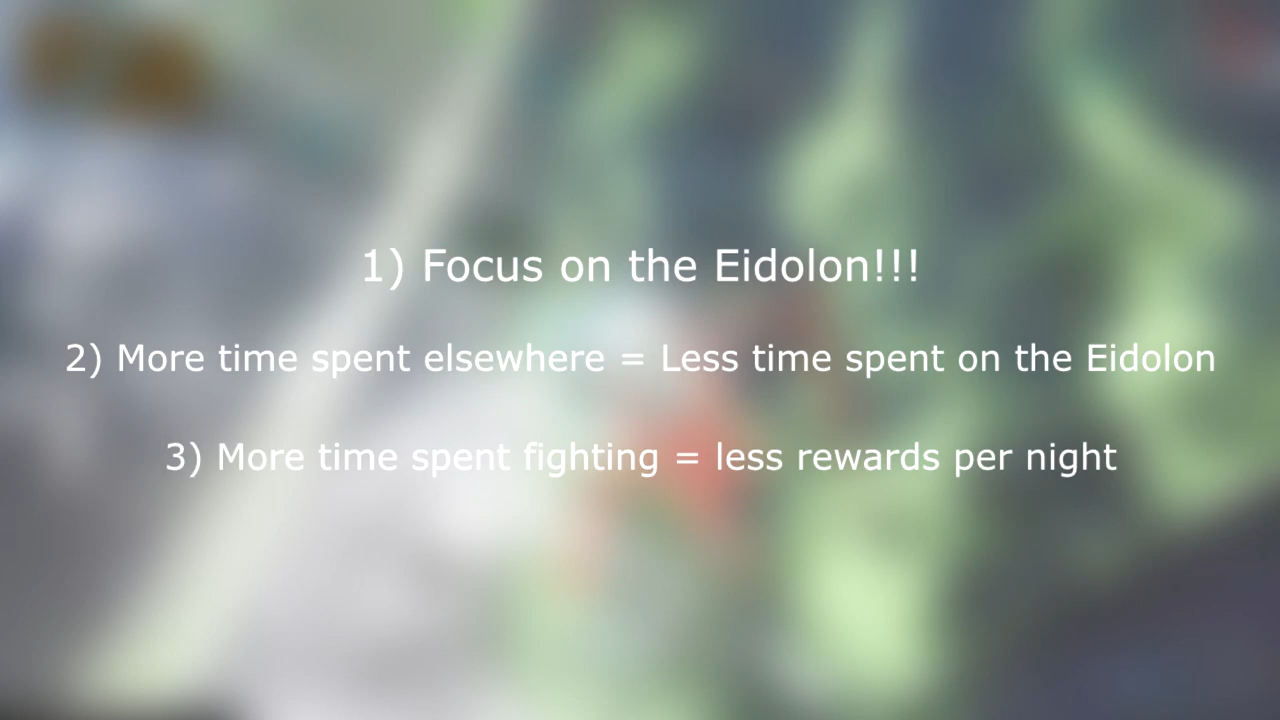 1) Focus on the Eidolon!!!
2) More time spent elsewhere = Less time spent on the Eidolon
3) More time spent fighting = less rewards per night